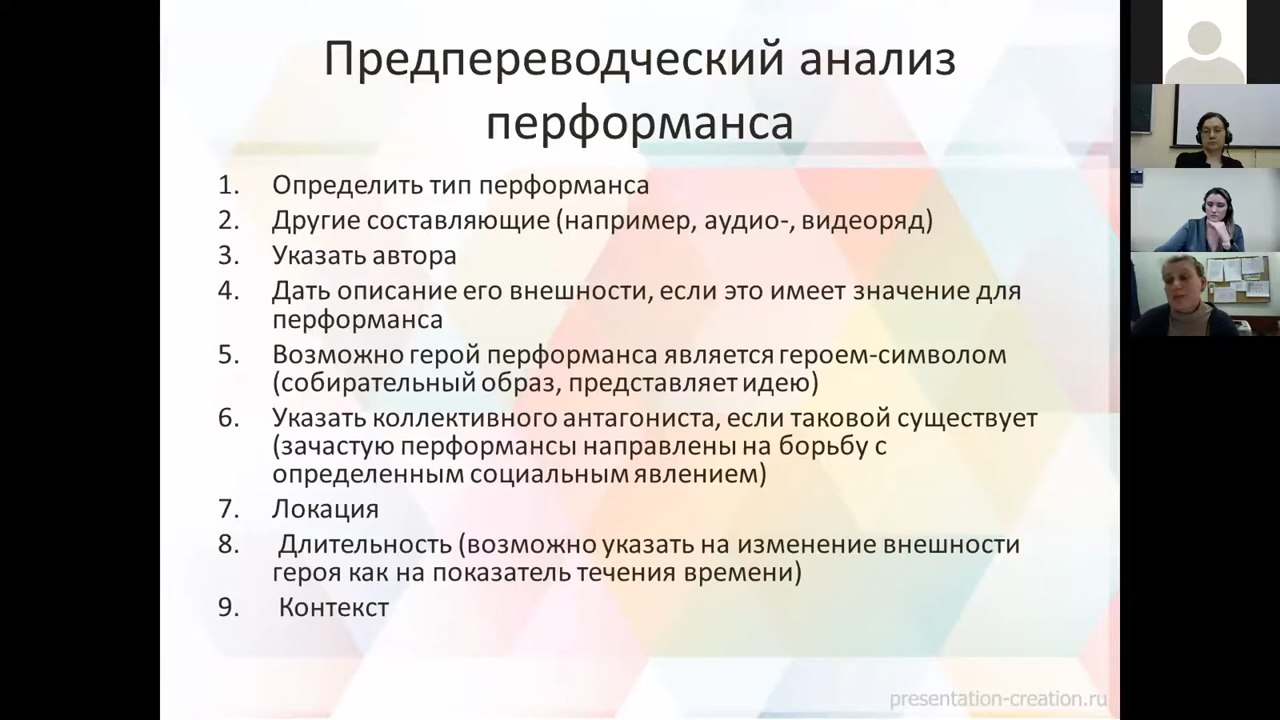 Предпереводческий анализ
перформанса
1. Определить тип перформанса
2. Другие составляющие (например, аудио-, видеоряд)
3. Указать автора
4. Дать описание его внешности, если это имеет значение для
перформанса
5. Возможно герой перформанса является героем-символом
(собирательный образ, представляет идею)
6. Указать коллективного антагониста, если таковой существует
(зачастую перформансы направлены на борьбу с
определенным социальным явлением)
7. Локация
8. Длительность (возможно указать на изменение внешности
героя как на показатель течения времени)
9. Контекст
presentation-creation.ru